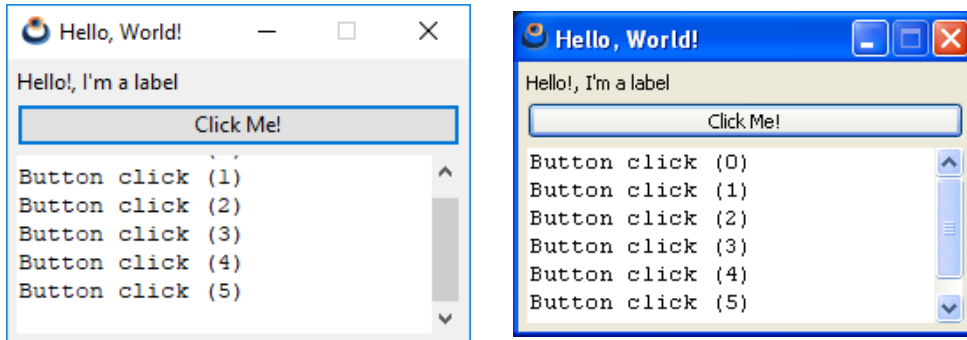 Hello, World!
Hello!, I'm a label
Click Me!
Button click (1)
Button click (2)
Button click (3)
Button click (4)
Button click (5)
Hello, World!
Hello!, I'm a label
Click Me!
Button click (0)
Button click (1)
Button click (2)
Button click (3)
Button click (4)
Button click (5)